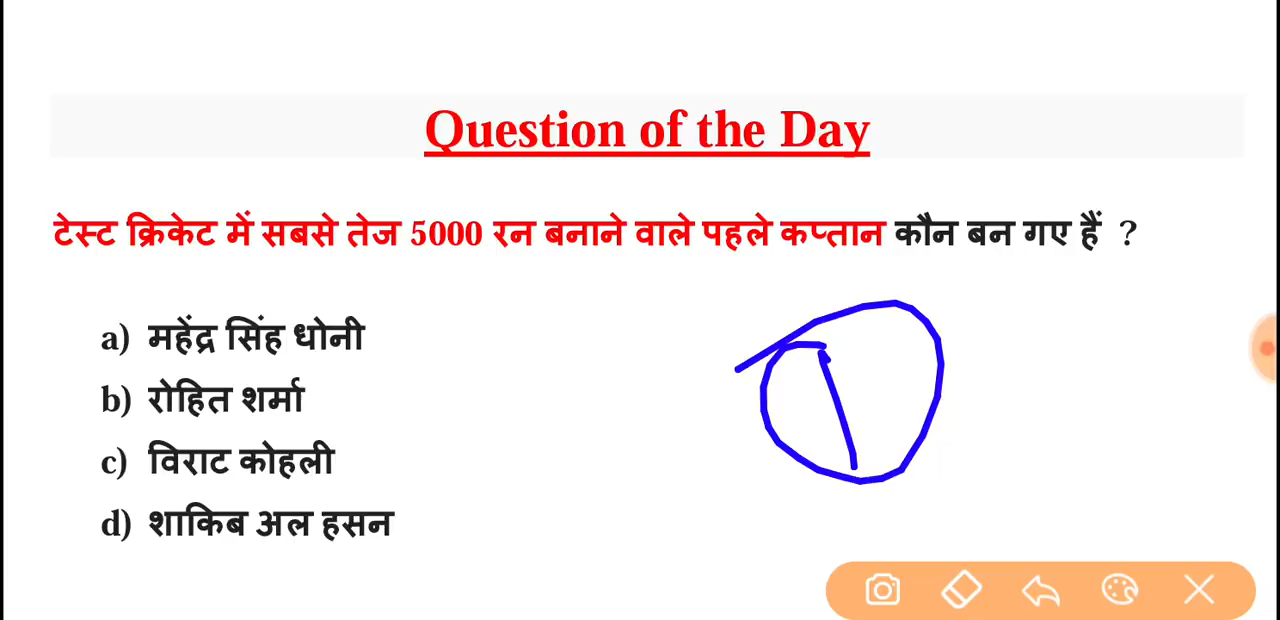 Question of the Day
टेस्ट क्रिकेट में सबसे तेज 5000 रन बनाने वाले पहले कप्तान कौन बन गए हैं ?
a) महेंद्र सिंह धोनी
b) रोहित शर्मा
c) विराट कोहली
d) शाकिब अल हसन